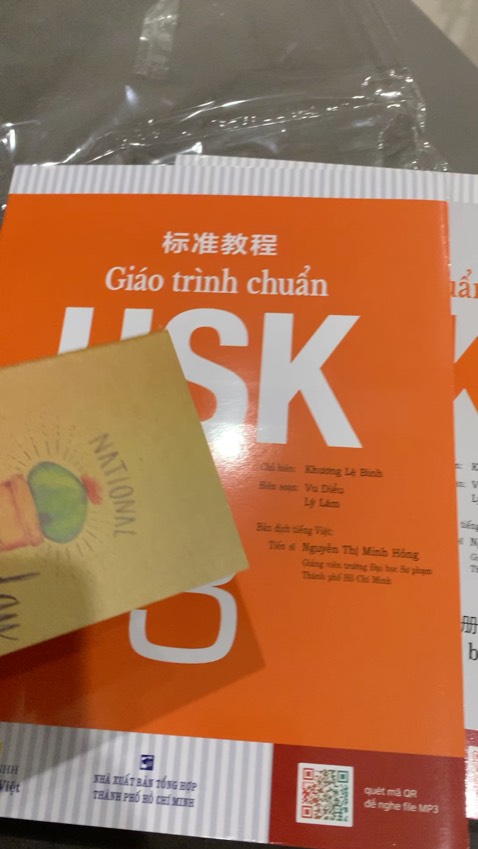 标准教程
Giáo trình chuẩn
HSK
Chủ biên: Khương Lệ Bình
Biên soạn: Vu Diểu
Lý Lâm
Bản dịch tiếng Việt:
Tiến sĩ Nguyễn Thị Minh Hồng
Giảng viên trường Đại học Sư phạm
Thành phố Hồ Chí Minh
NATIONAL
NHÀ XUẤT BẢN TỔNG HỢP
THÀNH PHỐ HỒ CHÍ MINH
Việt
quét mã QR
để nghe file MP3
册